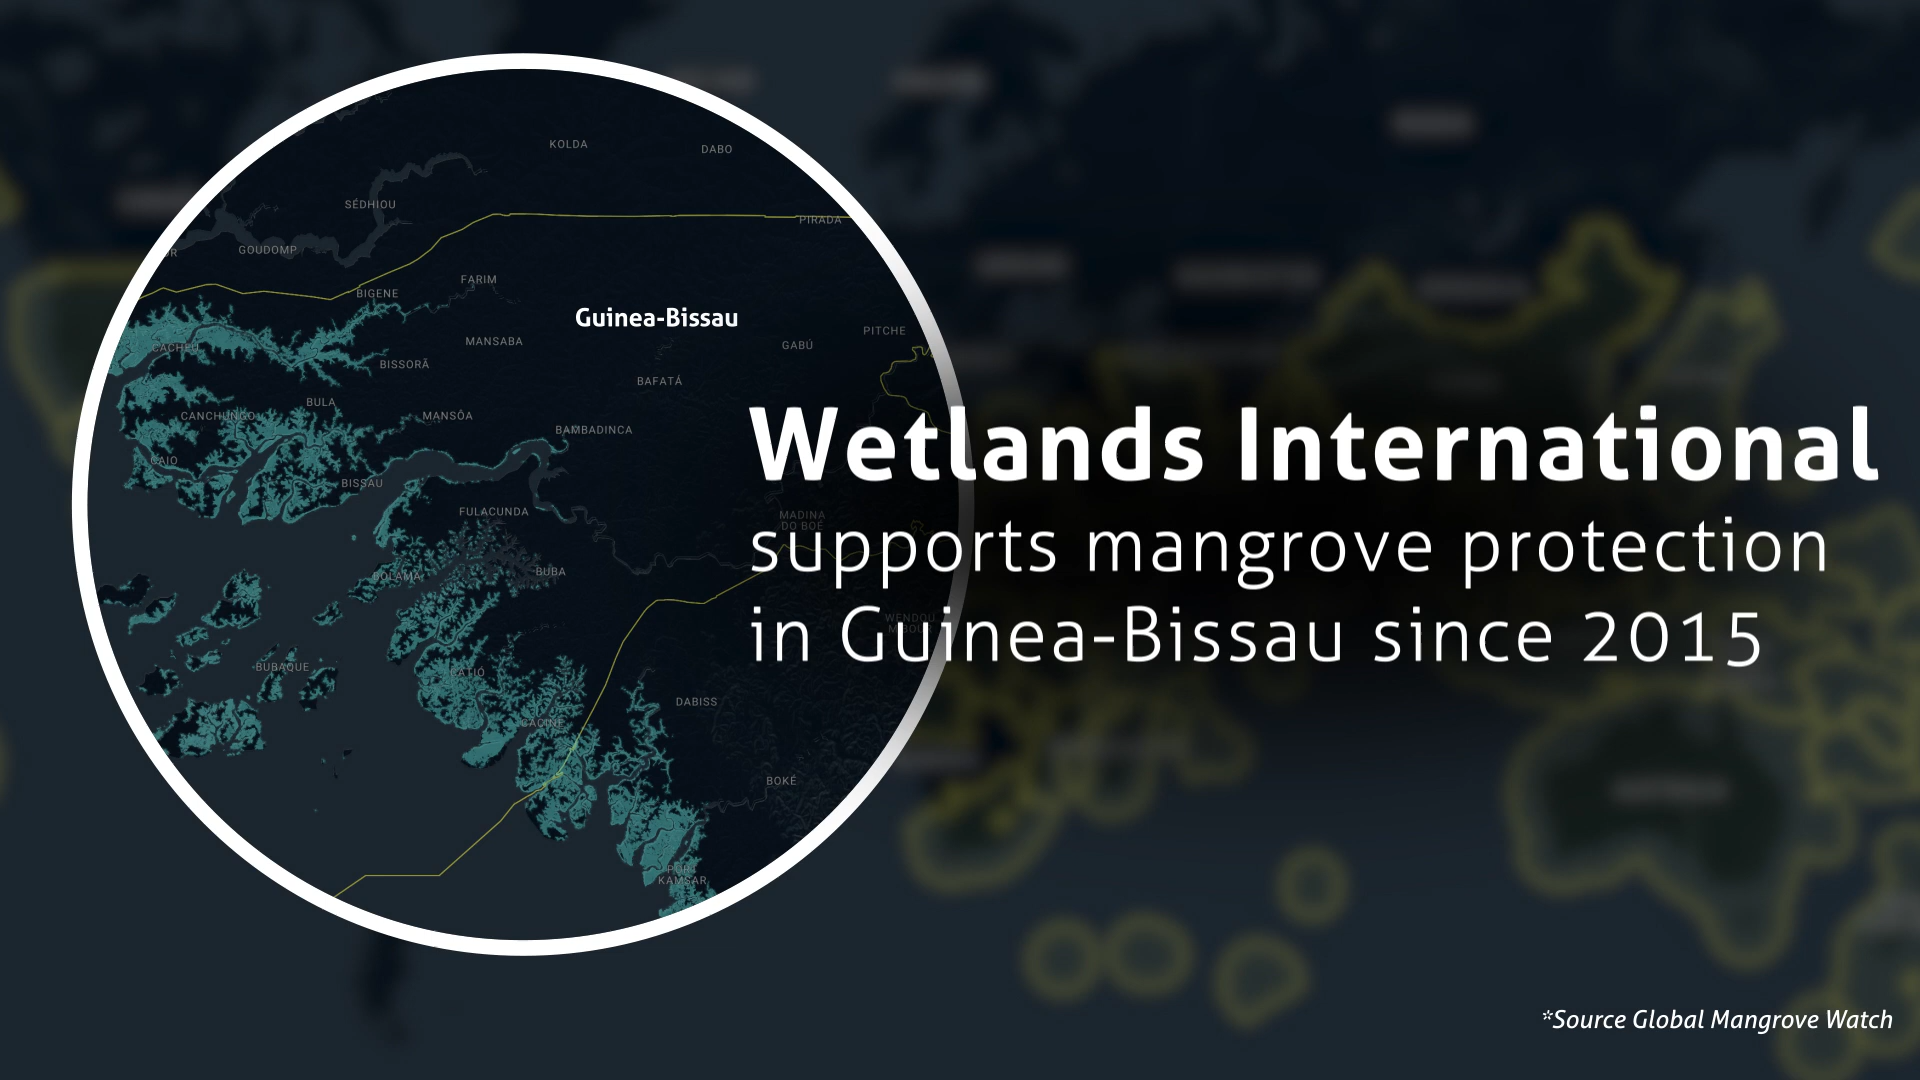 KOLDA
DABO
SÉDHIOU
PIRADA
GOUDOMP
FARIM
BIGENE
Guinea-Bissau
PITCHE
MANSABA
GABÚ
CACHEU
BISSORÃ
BAFATÁ
BULA
CANCHUNGO
MANSÔA
BAMBADINCA
CAIO
BISSAU
Wetlands International
FULACUNDA
MADINA
DO BOÉ
supports mangrove protection
BUBA
BOLAMA
in Guinea-Bissau since 2015
BUBAQUE
CATIÓ
DABISS
CACINE
BOKÉ
PORT
KAMSAR
*Source Global Mangrove Watch